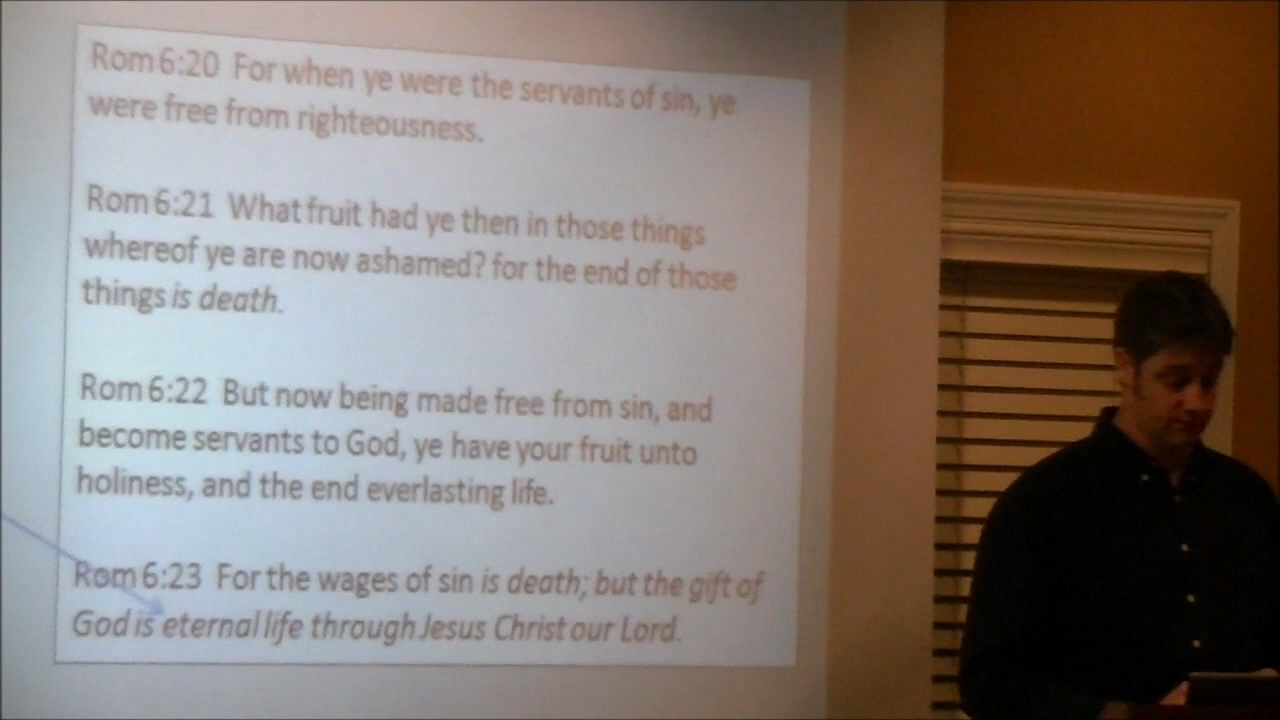 Rom 6:20 For when ye were the servants of sin, ye
were free from righteousness.
Rom 6:21 What fruit had ye then in those things
whereof ye are now ashamed? for the end of those
things is death.
Rom 6:22 But now being made free from sin, and
become servants to God, ye have your fruit unto
holiness, and the end everlasting life.
Rom 6:23 For the wages of sin is death; but the gift of
God is eternal life through Jesus Christ our Lord.